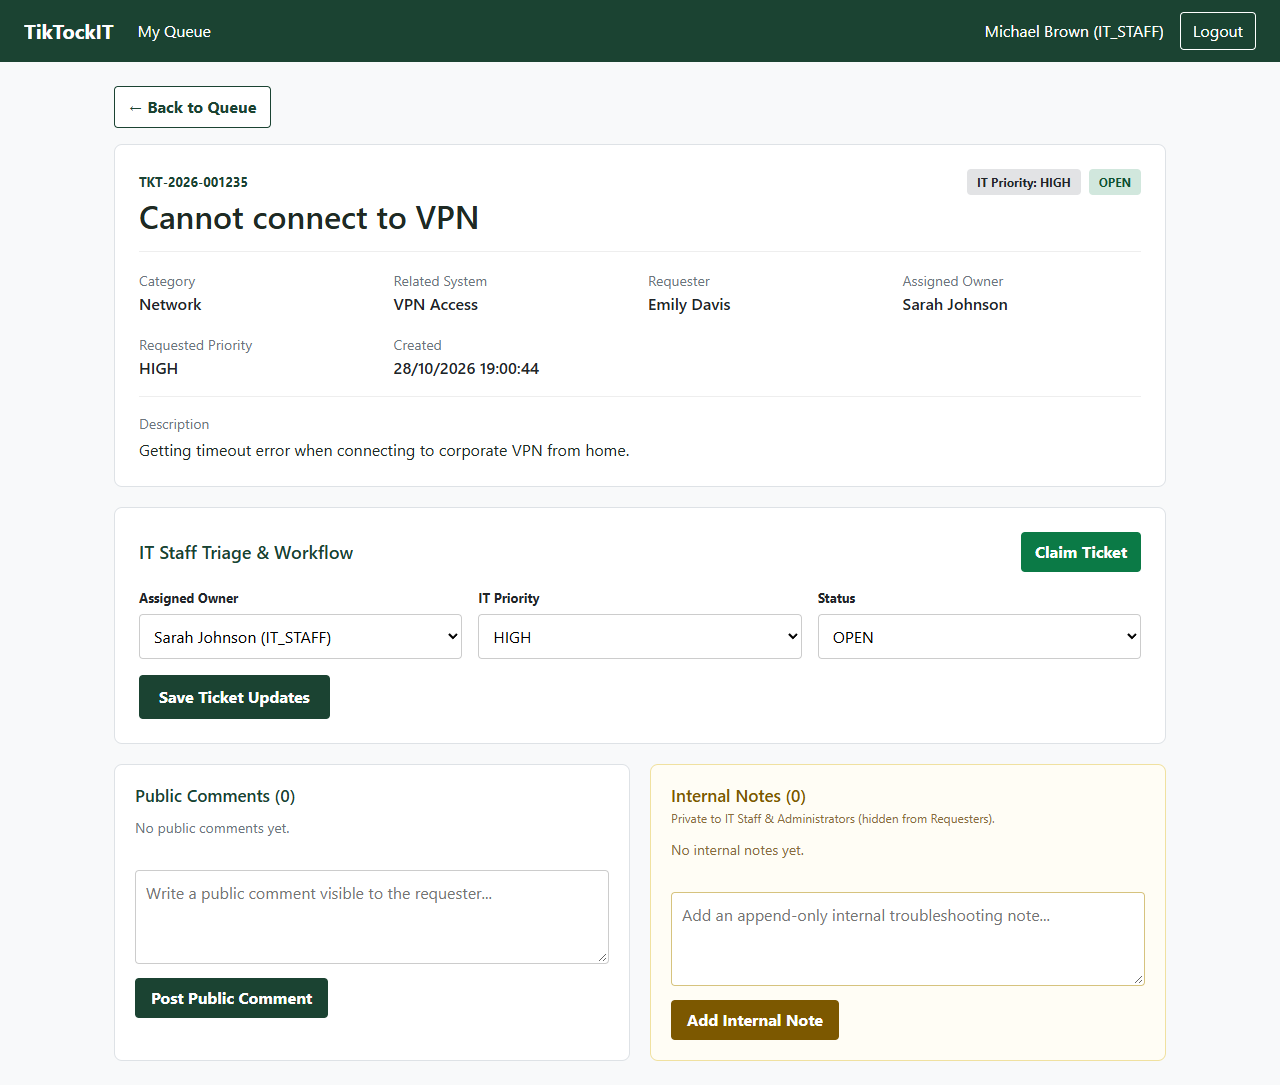 TikTockIT My Queue Michael Brown (IT_STAFF) Logout
← Back to Queue
TKT-2026-001235 IT Priority: HIGH OPEN
Cannot connect to VPN
Category Related System Requester Assigned Owner
Network VPN Access Emily Davis Sarah Johnson
Requested Priority Created
HIGH 28/10/2026 19:00:44
Description
Getting timeout error when connecting to corporate VPN from home.
IT Staff Triage & Workflow Claim Ticket
Assigned Owner IT Priority Status
Sarah Johnson (IT_STAFF) HIGH OPEN
Save Ticket Updates
Public Comments (0)
No public comments yet.
Write a public comment visible to the requester...
Post Public Comment
Internal Notes (0)
Private to IT Staff & Administrators (hidden from Requesters).
No internal notes yet.
Add an append-only internal troubleshooting note...
Add Internal Note